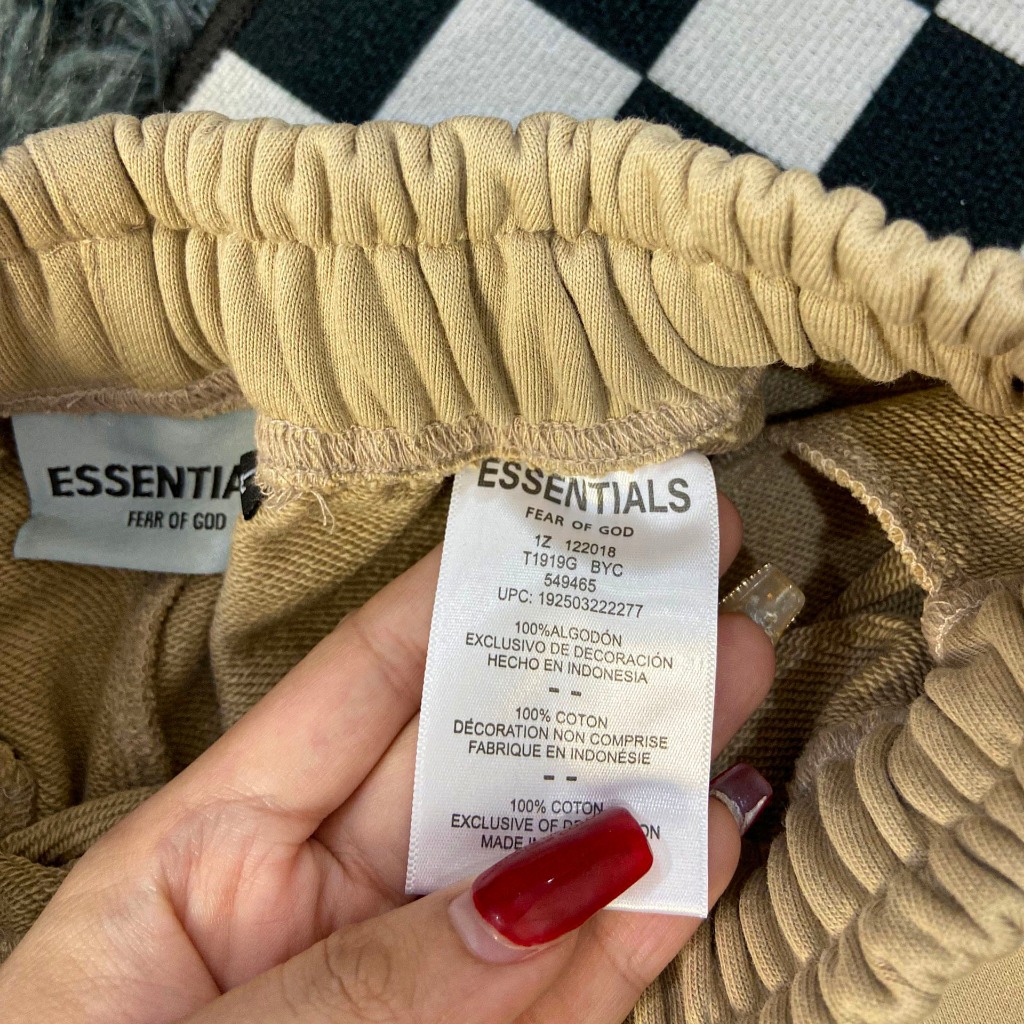 ESSENTIA
FEAR OF GOD
ESSENTIALS
FEAR OF GOD
1Z 122018
T1919G BYC
549465
UPC: 192503222277
100%ALGODÓN
EXCLUSIVO DE DECORACIÓN
HECHO EN INDONESIA
- -
100% COTON
DÉCORATION NON COMPRISE
FABRIQUE EN INDONÉSIE
- -
100% COTON
EXCLUSIVE OF
MADE